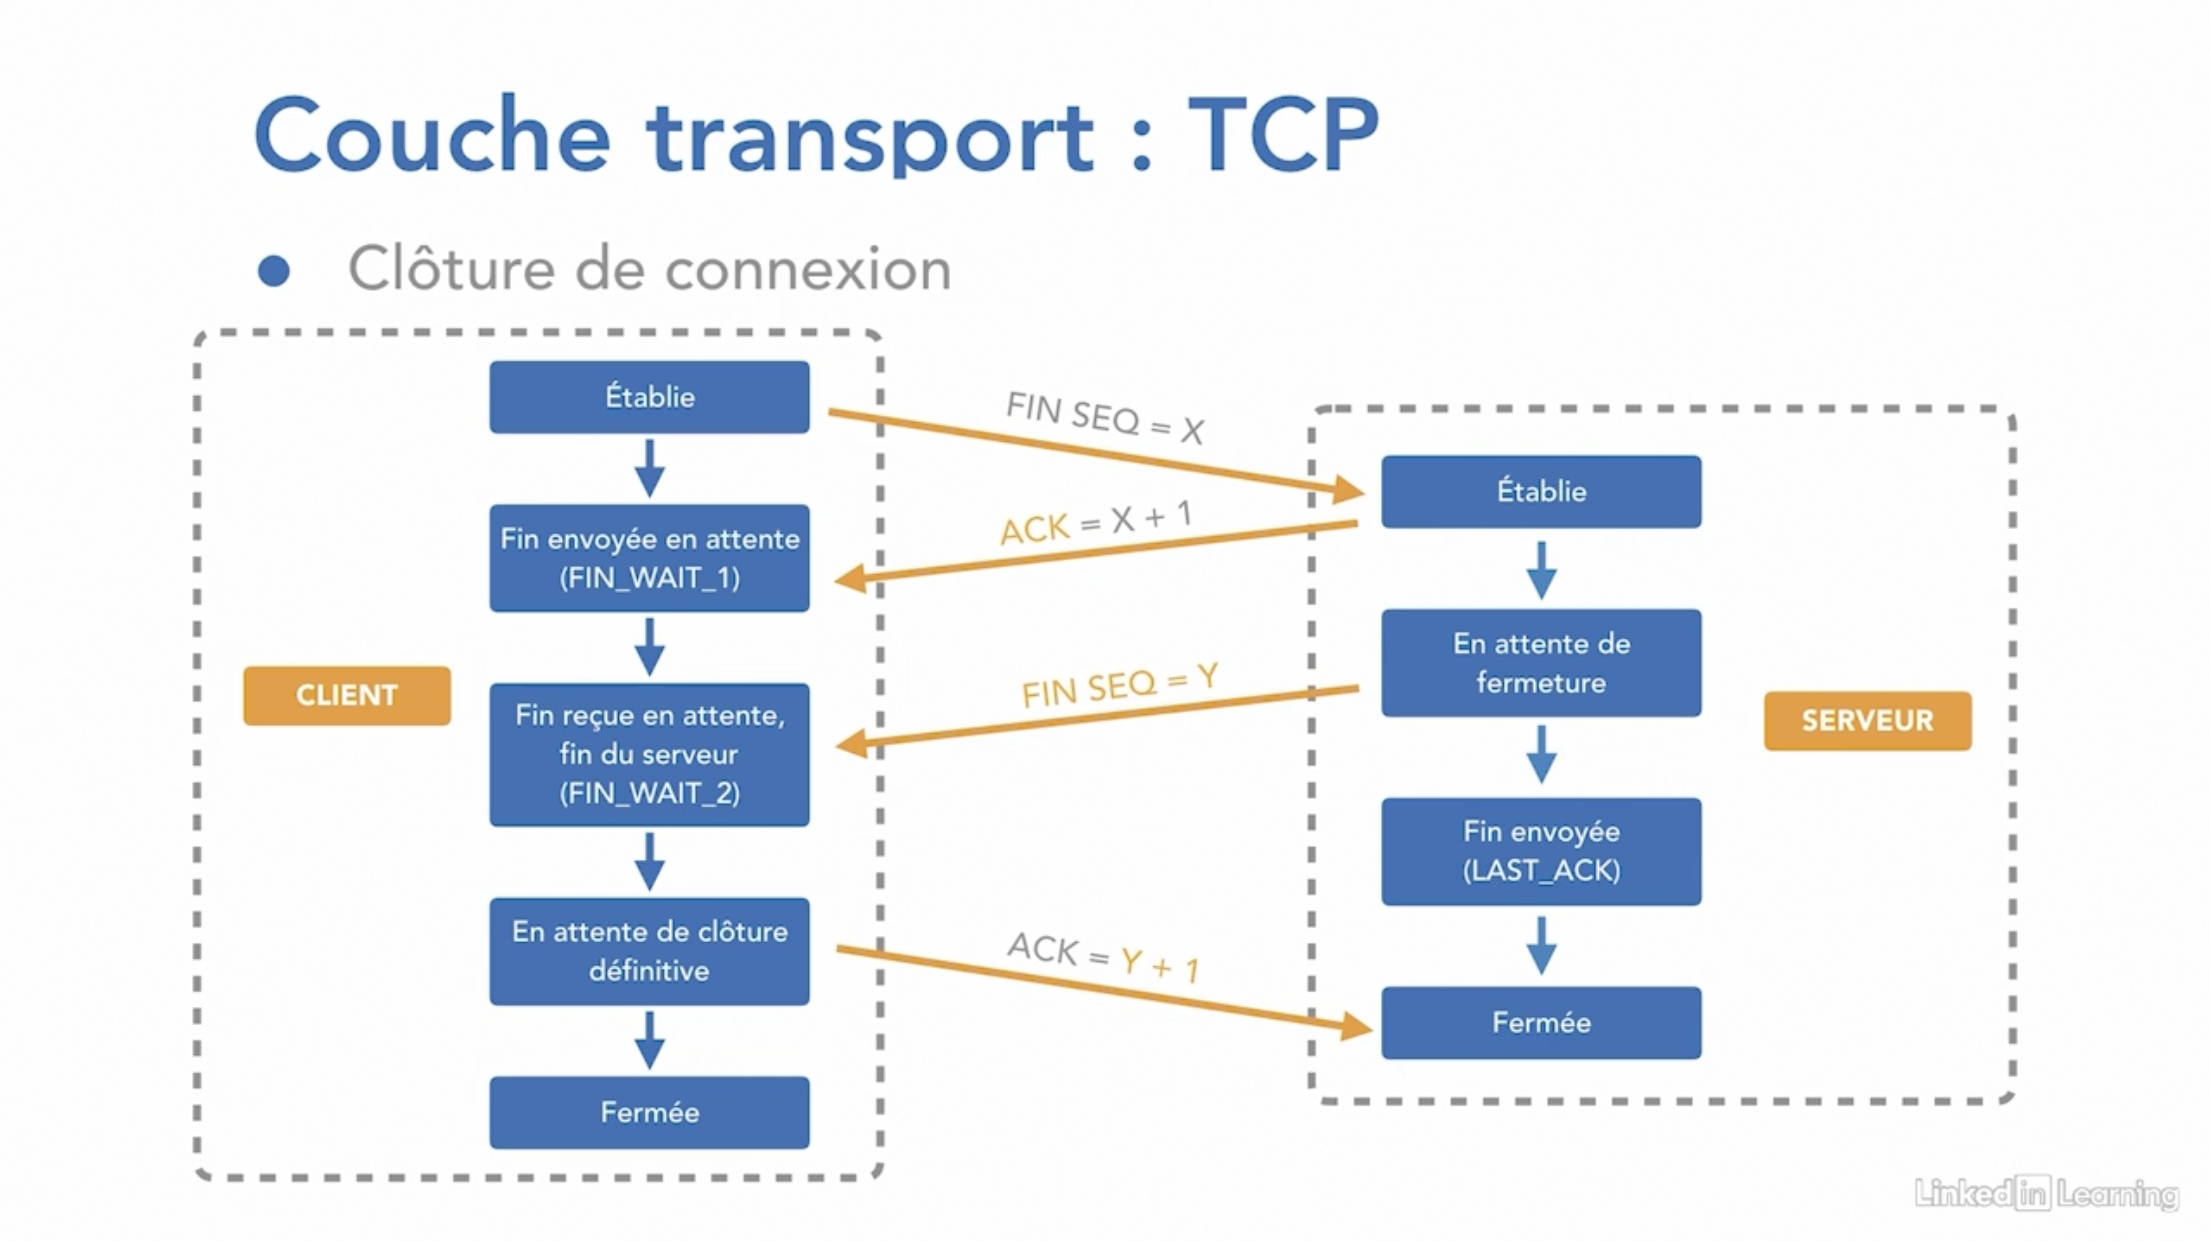 Couche transport : TCP
Clôture de connexion
Établie
Fin envoyée en attente
(FIN_WAIT_1)
CLIENT
Fin reçue en attente,
fin du serveur
(FIN_WAIT_2)
En attente de clôture
définitive
Fermée
FIN SEQ = X
ACK = X + 1
FIN SEQ = Y
ACK = Y + 1
Établie
En attente de
fermeture
SERVEUR
Fin envoyée
(LAST_ACK)
Fermée
Linked in Learning